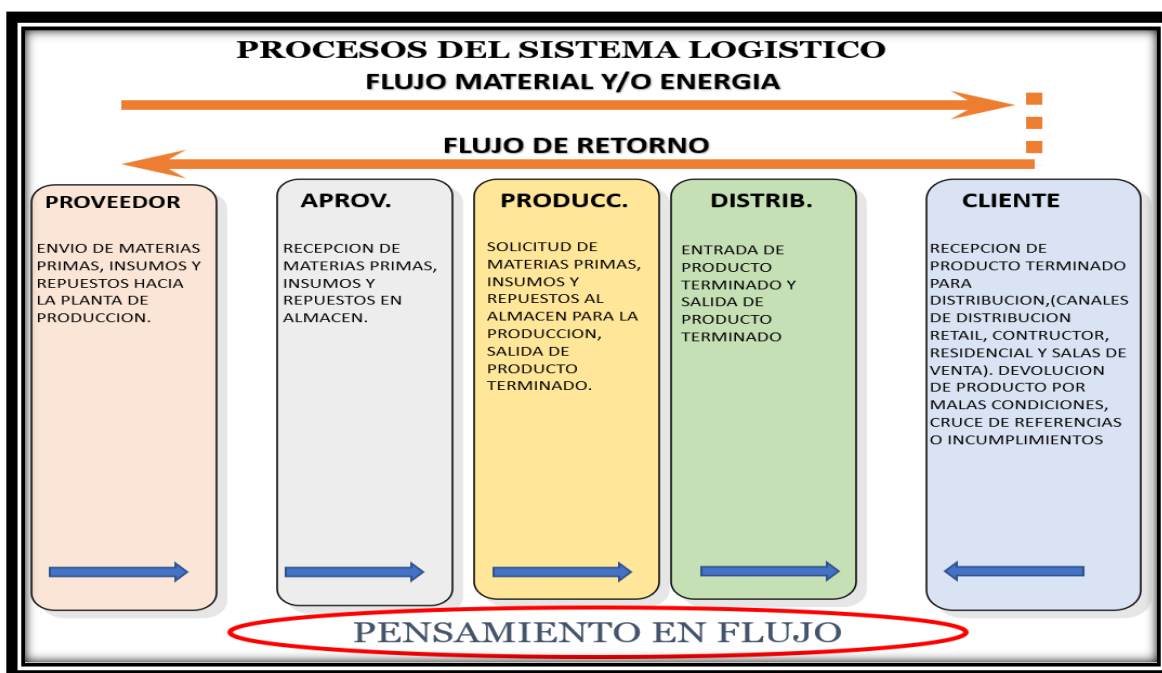 PROCESOS DEL SISTEMA LOGISTICO
FLUJO MATERIAL Y/O ENERGIA
FLUJO DE RETORNO
PROVEEDOR
ENVIO DE MATERIAS
PRIMAS, INSUMOS Y
REPUESTOS HACIA
LA PLANTA DE
PRODUCCION.
APROV.
RECEPCION DE
MATERIAS PRIMAS,
INSUMOS Y
REPUESTOS EN
ALMACEN.
PRODUCC.
SOLICITUD DE
MATERIAS PRIMAS,
INSUMOS Y
REPUESTOS AL
ALMACEN PARA LA
PRODUCCION,
SALIDA DE
PRODUCTO
TERMINADO.
DISTRIB.
ENTRADA DE
PRODUCTO
TERMINADO Y
SALIDA DE
PRODUCTO
TERMINADO
CLIENTE
RECEPCION DE
PRODUCTO TERMINADO
PARA
DISTRIBUCION,(CANALES
DE DISTRIBUCION
RETAIL, CONTRUCTOR,
RESIDENCIAL Y SALAS DE
VENTA). DEVOLUCION
DE PRODUCTO POR
MALAS CONDICIONES,
CRUCE DE REFERENCIAS
O INCUMPLIMIENTOS
PENSAMIENTO EN FLUJO